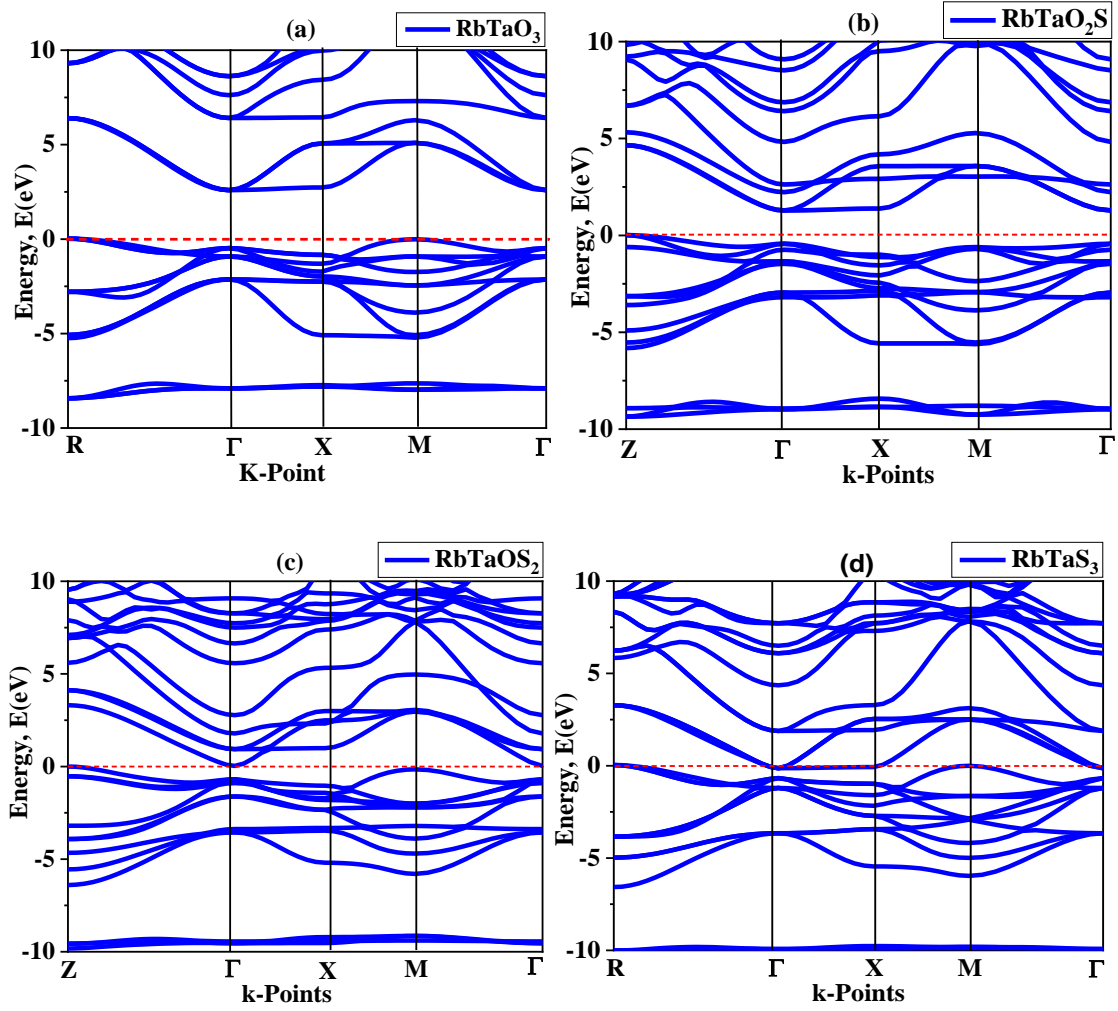 (a)
RbTaO₃
10
5
0
-5
-10
Energy, E(eV)
R Γ X M Γ
K-Point
(b)
RbTaO₂S
10
5
0
-5
-10
Energy, E(eV)
Z Γ X M Γ
k-Points
(c)
RbTaOS₂
10
5
0
-5
-10
Energy, E(eV)
Z Γ X M Γ
k-Points
(d)
RbTaS₃
10
5
0
-5
-10
Energy, E(eV)
R Γ X M Γ
k-Points